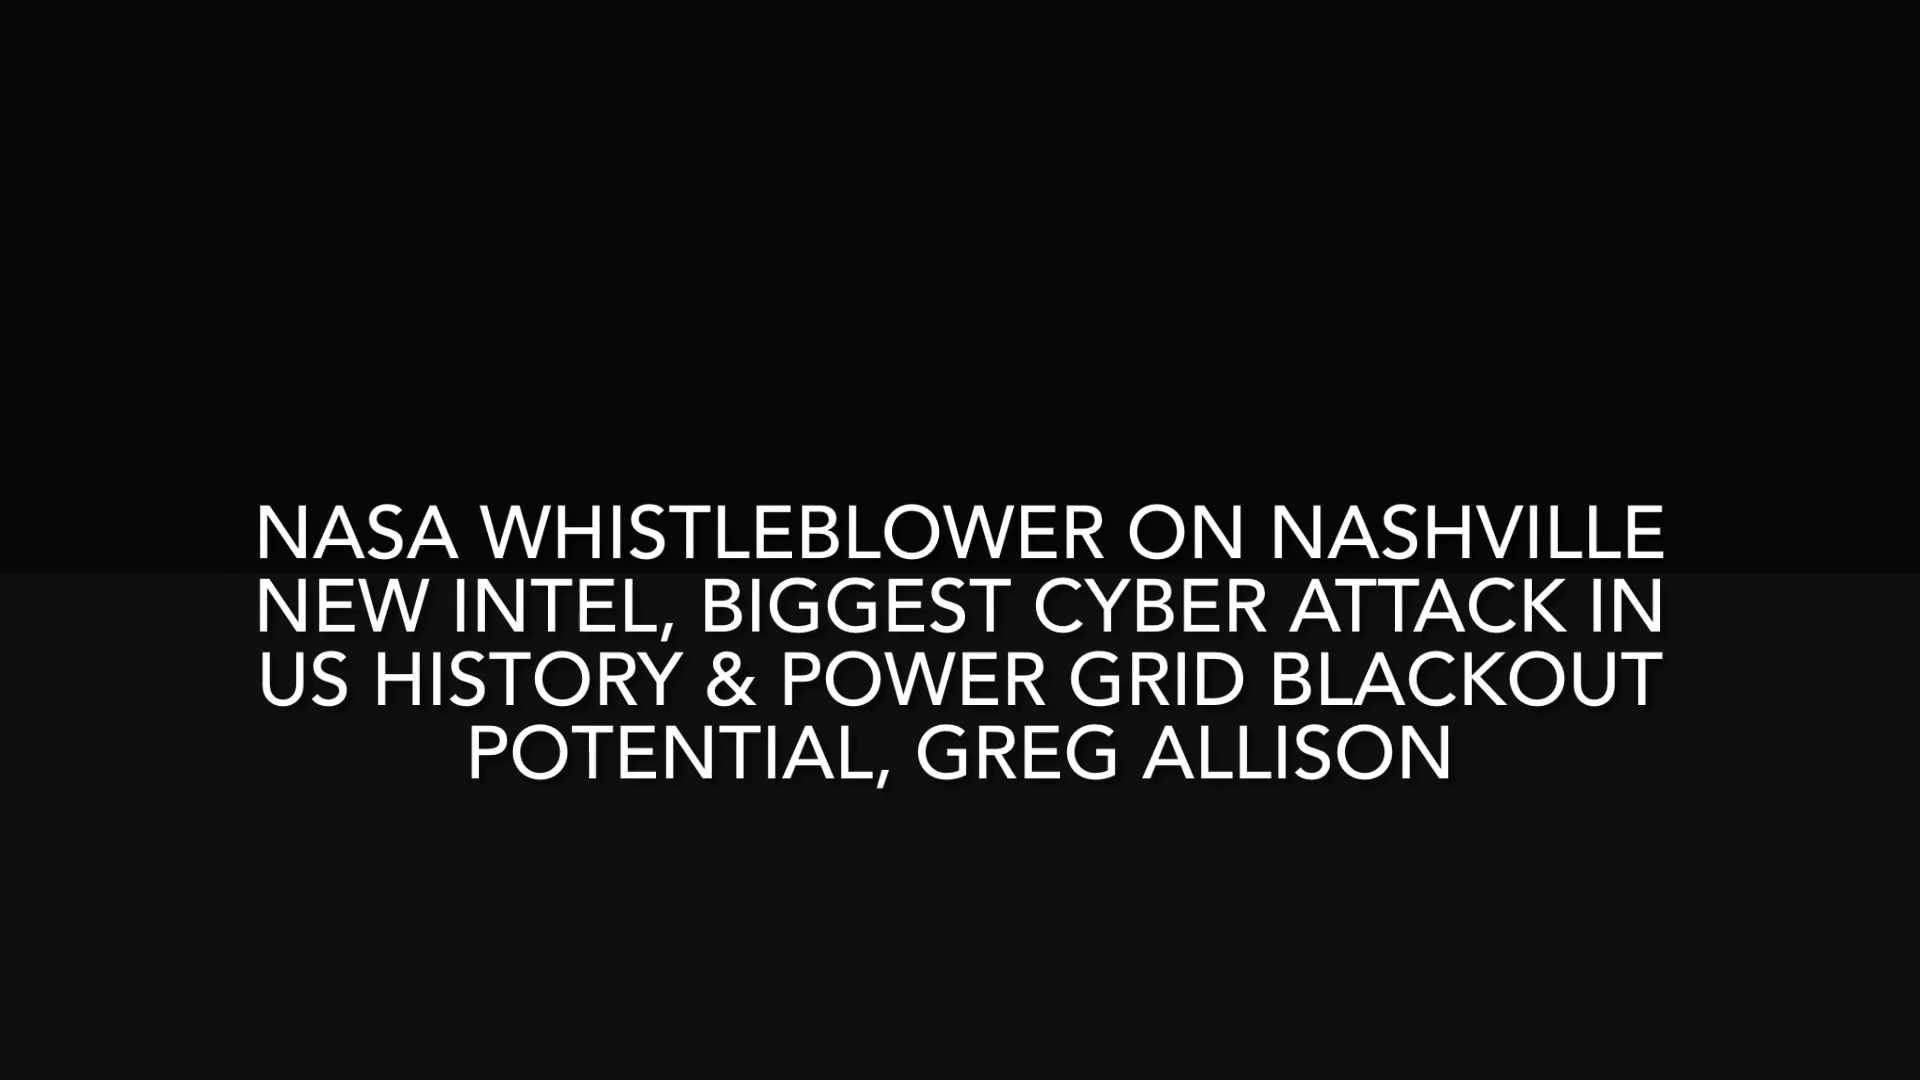 NASA WHISTLEBLOWER ON NASHVILLE
NEW INTEL, BIGGEST CYBER ATTACK IN
US HISTORY & POWER GRID BLACKOUT
POTENTIAL, GREG ALLISON